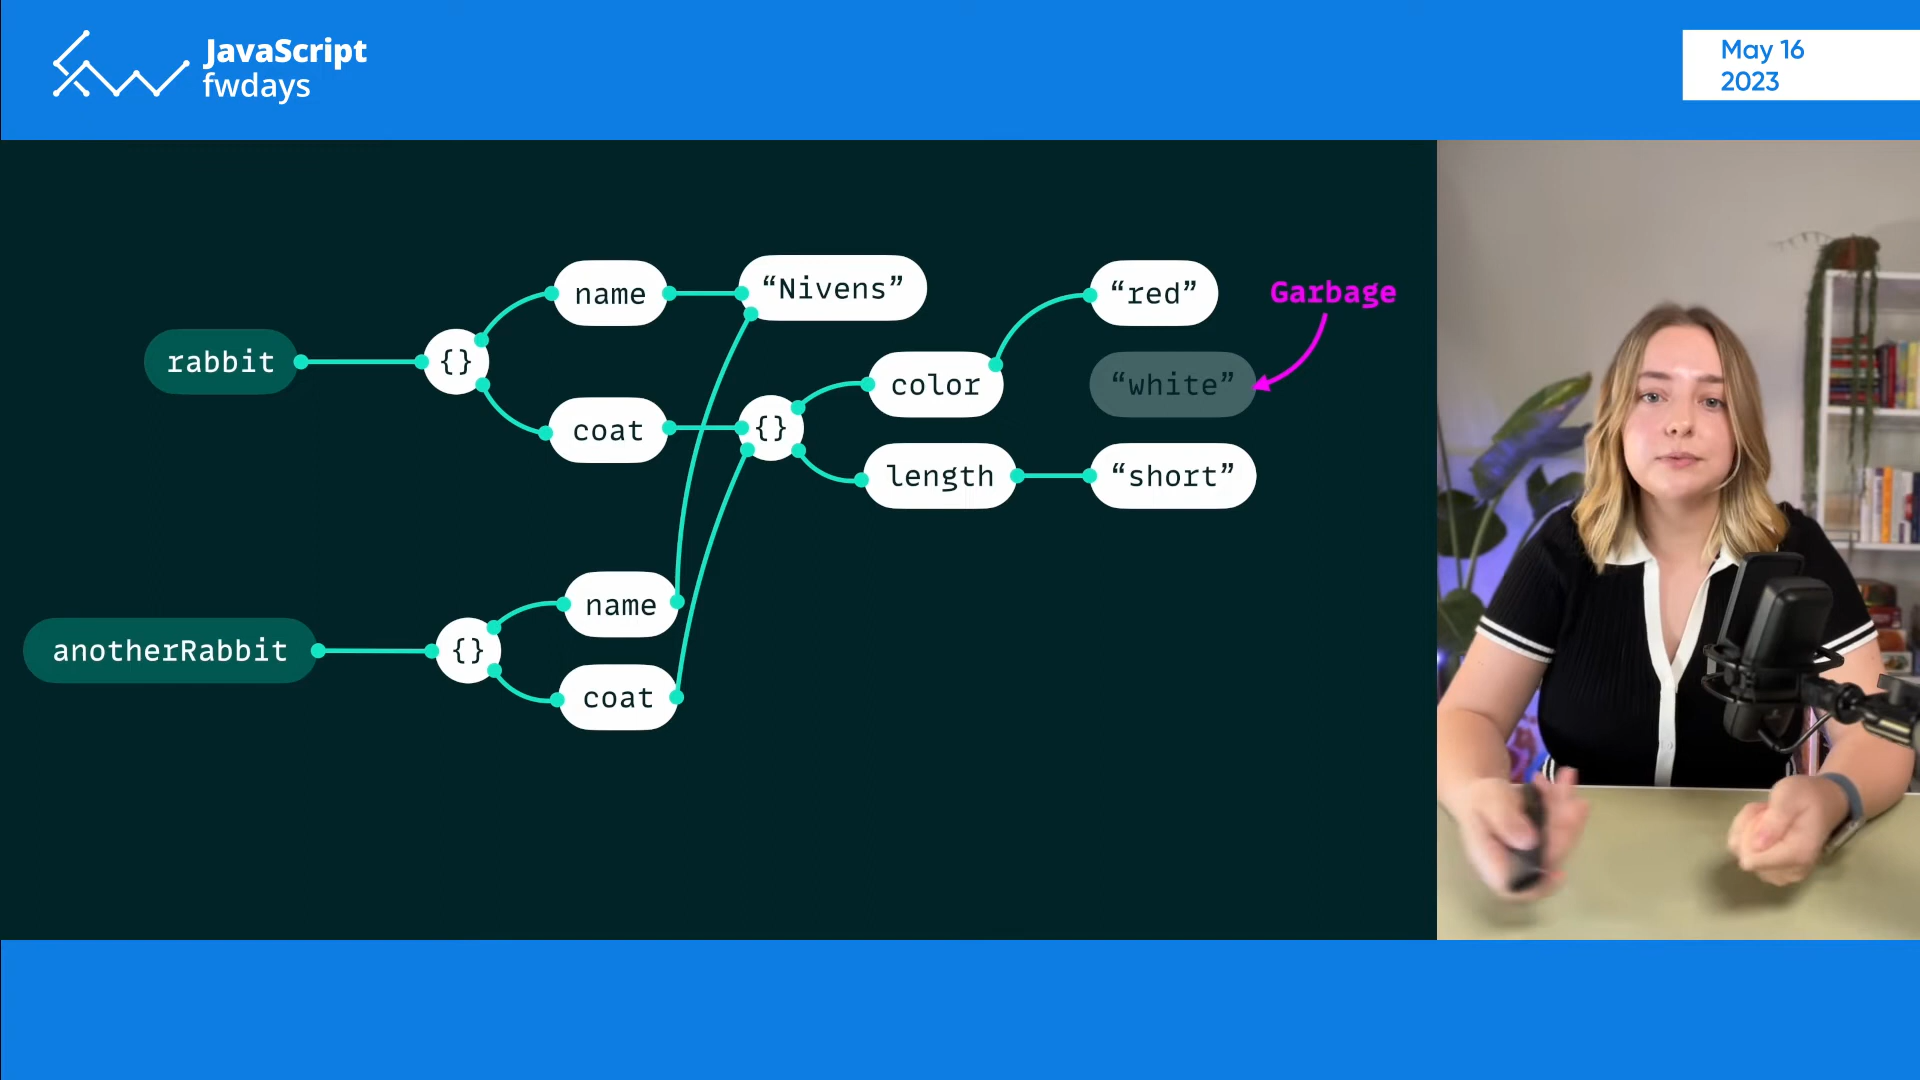 JavaScript
fwdays
May 16
2023
name
“Nivens”
“red”
Garbage
rabbit
{}
color
“white”
coat
{}
length
“short”
name
anotherRabbit
{}
coat